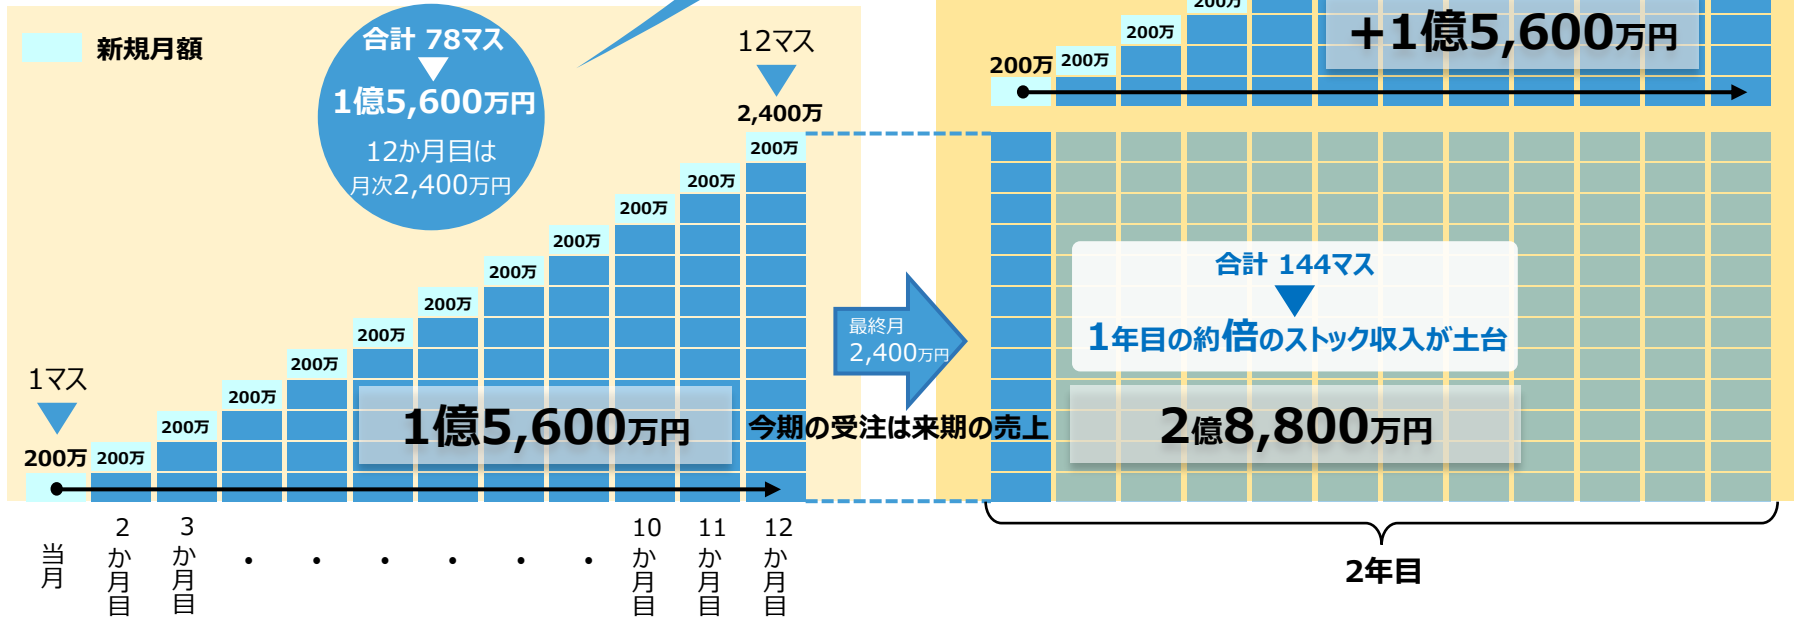 新規月額
合計 78マス
1億5,600万円
12か月目は
月次2,400万円
12マス
2,400万
200万
200万
200万
200万
200万
200万
200万
200万
200万
200万
200万
1マス
200万
1億5,600万円
当月
2か月目
3か月目
・ ・ ・ ・ ・ ・
10か月目
11か月目
12か月目
最終月
2,400万円
今期の受注は来期の売上
200万
200万
200万
200万
+1億5,600万円
合計 144マス
1年目の約倍のストック収入が土台
2億8,800万円
2年目